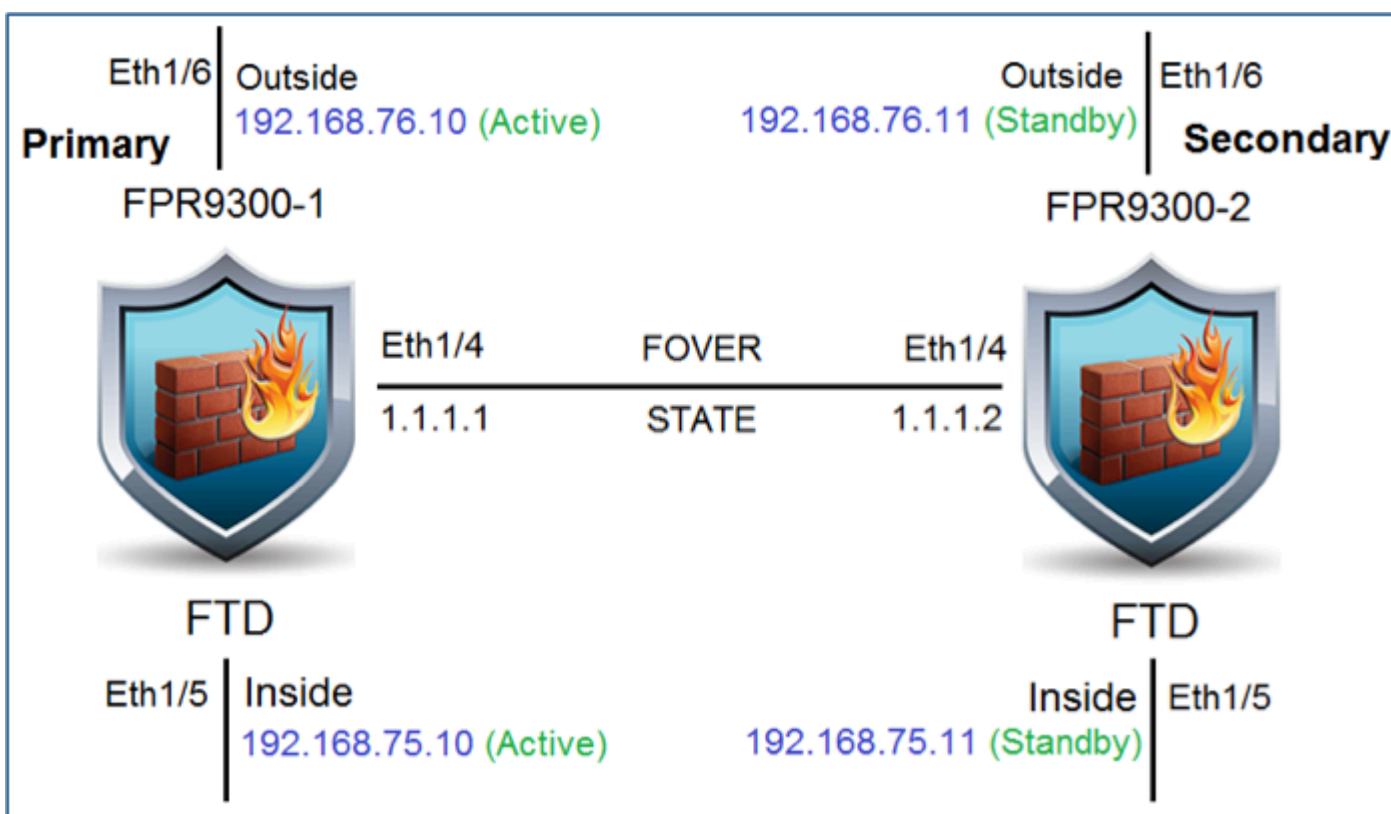 Eth1/6
Outside
192.168.76.10 (Active)
Primary
FPR9300-1
Outside
Eth1/6
192.168.76.11 (Standby)
Secondary
FPR9300-2
Eth1/4
FOVER
Eth1/4
1.1.1.1
STATE
1.1.1.2
FTD
Eth1/5
Inside
192.168.75.10 (Active)
FTD
Inside
Eth1/5
192.168.75.11 (Standby)